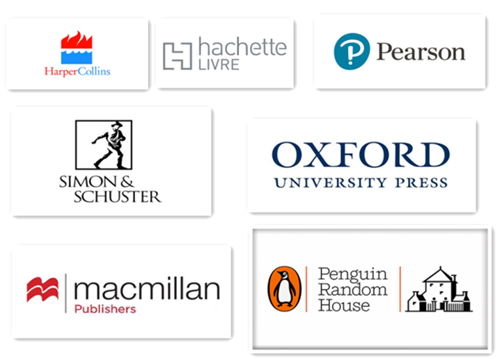 HarperCollins
hachette
LIVRE
Pearson
SIMON &
SCHUSTER
OXFORD
UNIVERSITY PRESS
macmillan
Publishers
Penguin
Random
House